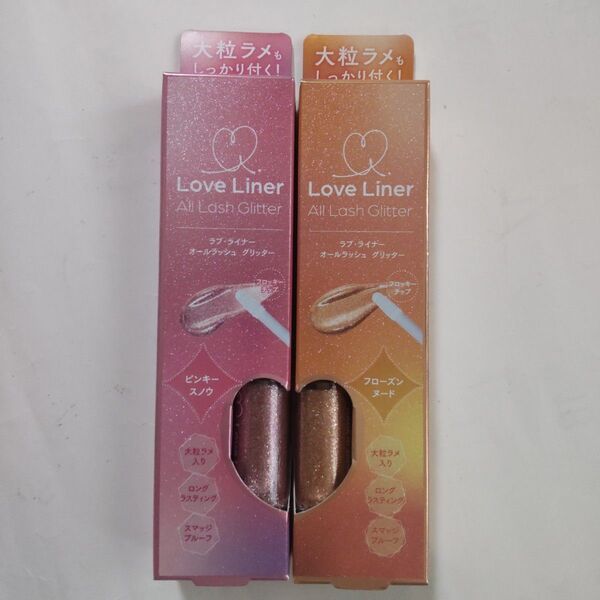 大粒ラメも
しっかり付く!
Love Liner
All Lash Glitter
ラブ・ライナー
オールラッシュ グリッター
フロッキー
チップ
ピンキー
スノウ
大粒ラメ
入り
ロング
ラスティング
スマッジ
プルーフ
大粒ラメも
しっかり付く!
Love Liner
All Lash Glitter
ラブ・ライナー
オールラッシュ グリッター
フロッキー
チップ
フローズン
ヌード
大粒ラメ
入り
ロング
ラスティング
スマッジ
プルーフ